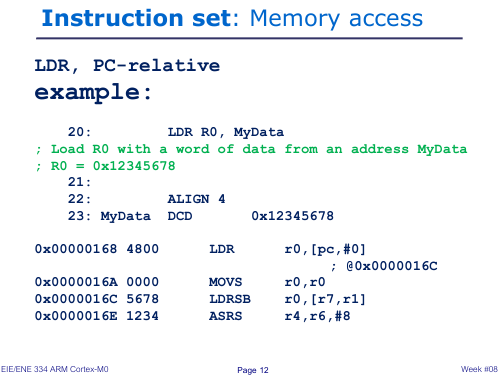 Instruction set: Memory access
LDR, PC-relative
example:
20: LDR R0, MyData
; Load R0 with a word of data from an address MyData
; R0 = 0x12345678
21:
22: ALIGN 4
23: MyData DCD 0x12345678
0x00000168 4800 LDR r0,[pc,#0]
; @0x0000016C
0x0000016A 0000 MOVS r0,r0
0x0000016C 5678 LDRSB r0,[r7,r1]
0x0000016E 1234 ASRS r4,r6,#8
EIE/ENE 334 ARM Cortex-M0 Page 12 Week #08